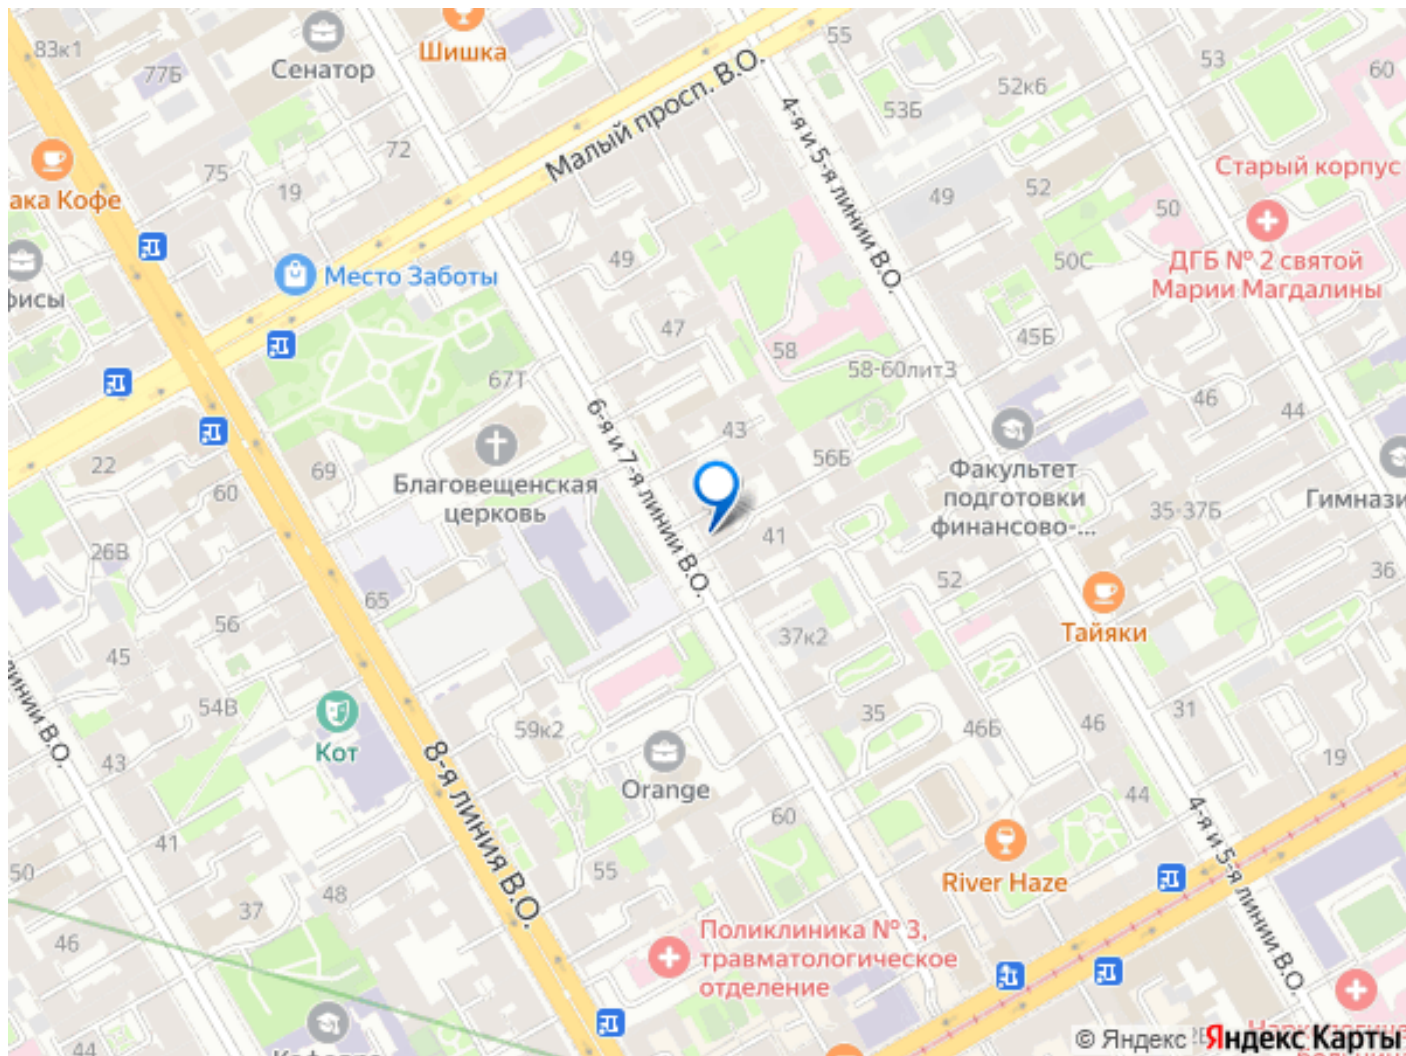 83к1
77Б
Сенатор
Шишка
55
53
60
52к6
53Б
Малый просп. В.О.
4-я и 5-я линии В.О.
72
75
19
ака Кофе
Старый корпус
49
52
50
50С
ДГБ № 2 святой
Марии Магдалины
49
Место Заботы
фисы
47
45Б
58
58-60лит3
67Т
46
44
6-я и 7-я линии В.О.
43
56Б
22
69
60
Благовещенская
церковь
Факультет
подготовки
финансово-...
Гимнази
35-37Б
41
26В
36
52
65
56
45
Тайяки
37к2
линии В.О.
54В
Кот
59к2
35
46Б
46
31
19
43
8-я линия В.О.
Orange
44
4-я и 5-я линии В.О.
60
41
50
55
River Haze
48
37
46
Поликлиника № 3,
травматологическое
отделение
44
© Яндекс
Яндекс Карты